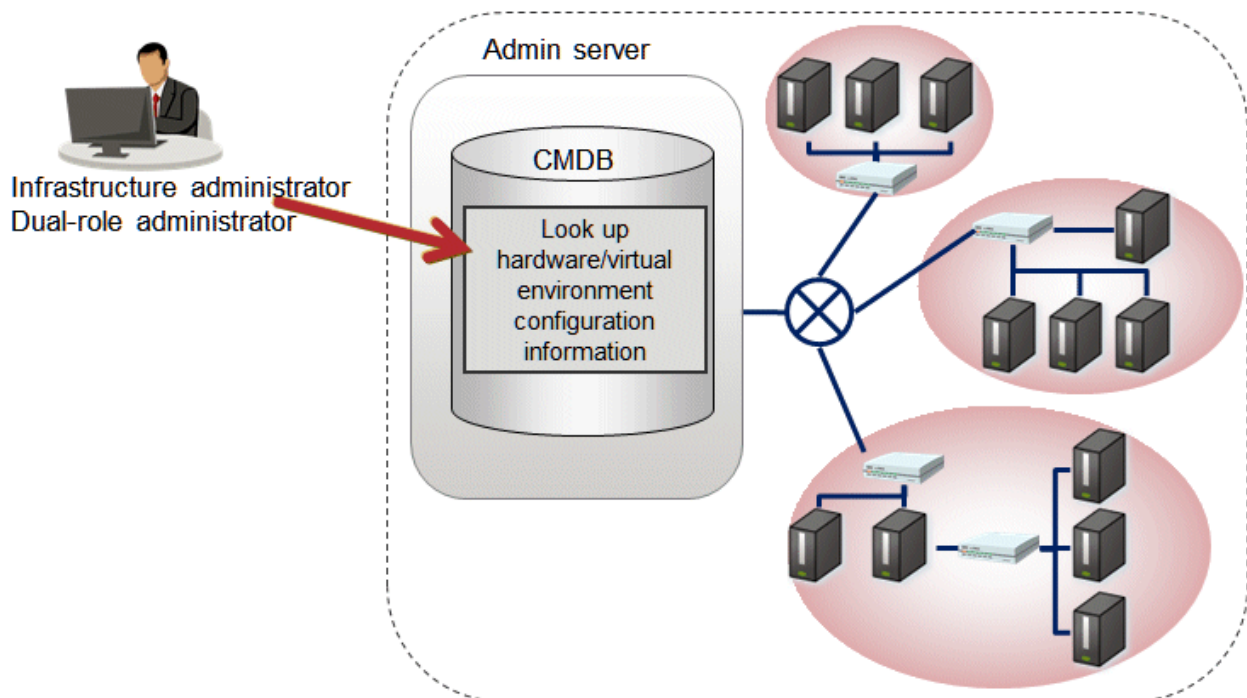 Admin server
CMDB
Look up
hardware/virtual
environment
configuration
information
Infrastructure administrator
Dual-role administrator